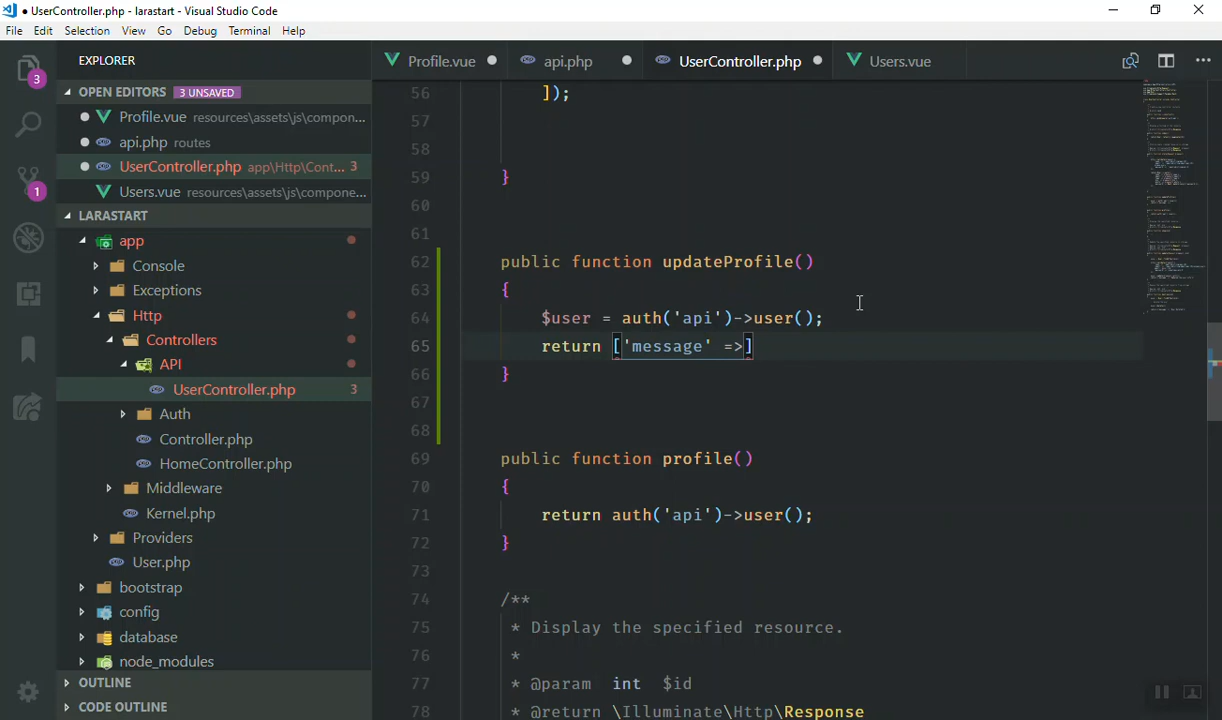 UserController.php - larastart - Visual Studio Code
File Edit Selection View Go Debug Terminal Help
EXPLORER
Profile.vue
api.php
UserController.php
Users.vue
OPEN EDITORS 3 UNSAVED
Profile.vue resources\assets\js\compon...
api.php routes
UserController.php app\Http\Cont... 3
Users.vue resources\assets\js\compone...
LARASTART
app
Console
Exceptions
Http
Controllers
API
UserController.php 3
Auth
Controller.php
HomeController.php
Middleware
Kernel.php
Providers
User.php
bootstrap
config
database
node_modules
OUTLINE
CODE OUTLINE
3
1
56 ]);
57
58
59 }
60
61
62 public function updateProfile()
63 {
64 $user = auth('api')->user();
65 return ['message' =>]
66 }
67
68
69 public function profile()
70 {
71 return auth('api')->user();
72 }
73
74 /**
75 * Display the specified resource.
76 *
77 * @param int $id
78 * @return \Illuminate\Http\Response